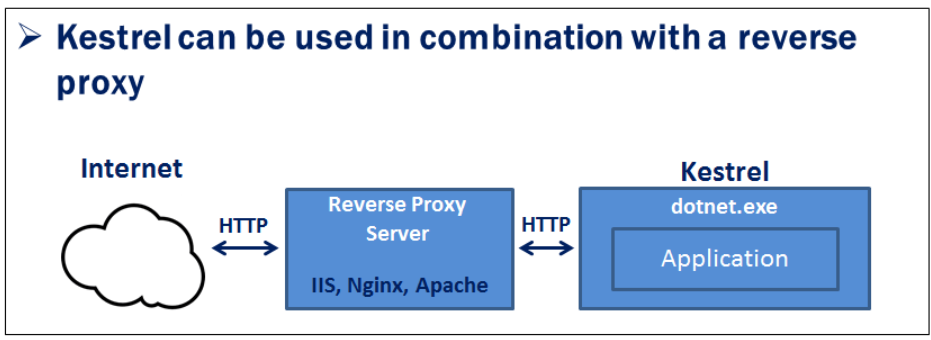 ➢ Kestrel can be used in combination with a reverse
proxy
Internet
HTTP
Reverse Proxy
Server
IIS, Nginx, Apache
HTTP
Kestrel
dotnet.exe
Application